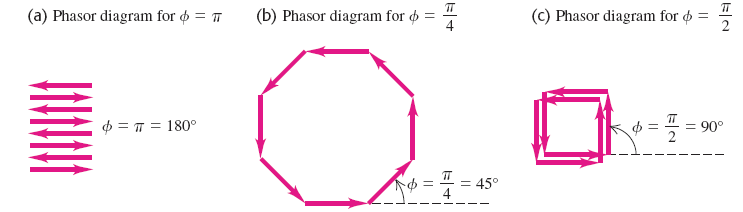 (a) Phasor diagram for ϕ = π
(b) Phasor diagram for ϕ = π/4
(c) Phasor diagram for ϕ = π/2
ϕ = π = 180°
ϕ = π/4 = 45°
ϕ = π/2 = 90°